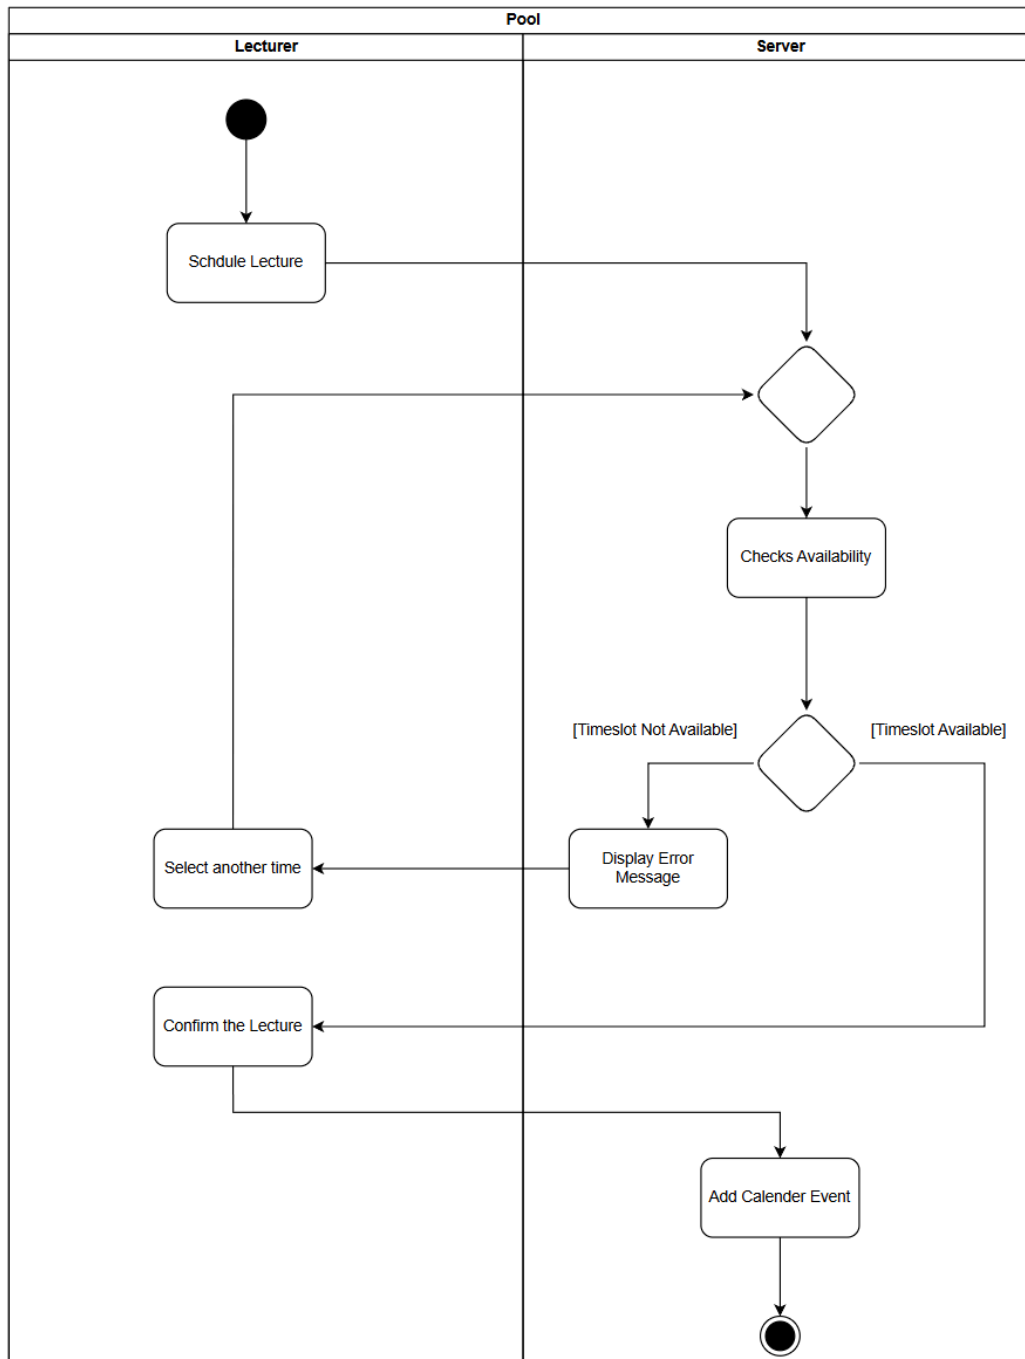 Pool
Lecturer
Server
Schdule Lecture
Checks Availability
[Timeslot Not Available]
[Timeslot Available]
Select another time
Display Error
Message
Confirm the Lecture
Add Calender Event